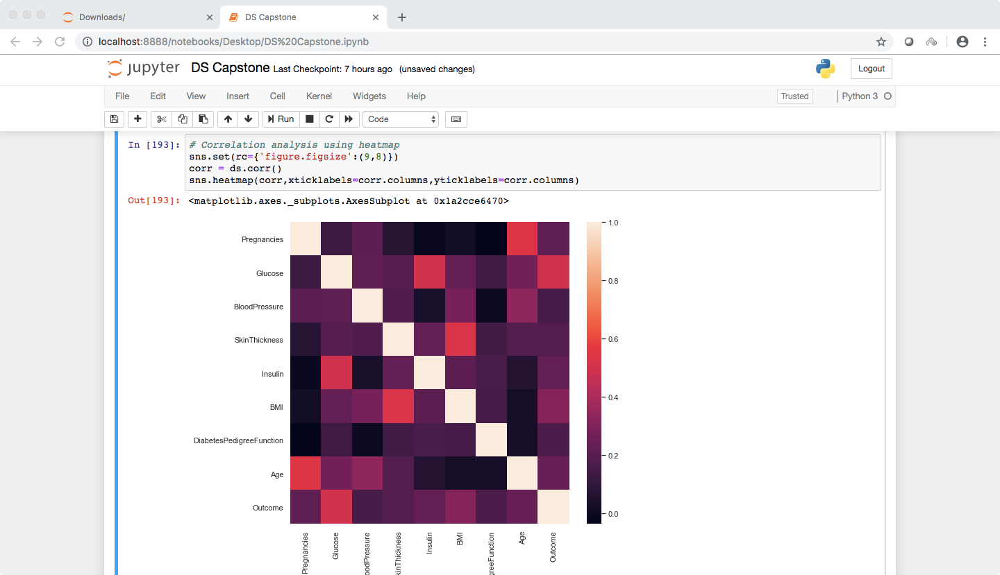 Downloads/
DS Capstone
localhost:8888/notebooks/Desktop/DS%20Capstone.ipynb
jupyter DS Capstone Last Checkpoint: 7 hours ago (unsaved changes)
Logout
File Edit View Insert Cell Kernel Widgets Help
Trusted Python 3
Run Code
In [193]: # Correlation analysis using heatmap
sns.set(rc={'figure.figsize':(9,8)})
corr = ds.corr()
sns.heatmap(corr,xticklabels=corr.columns,yticklabels=corr.columns)
Out[193]: <matplotlib.axes._subplots.AxesSubplot at 0x1a2cce6470>
Pregnancies
Glucose
BloodPressure
SkinThickness
Insulin
BMI
DiabetesPedigreeFunction
Age
Outcome
1.0
0.8
0.6
0.4
0.2
0.0
Pregnancies
Glucose
oodPressure
kinThickness
Insulin
BMI
greeFunction
Age
Outcome